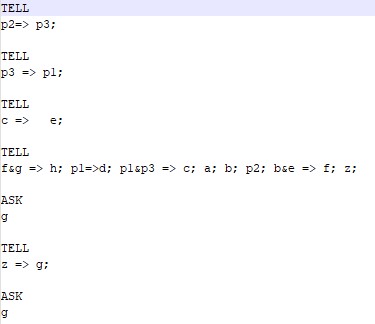 TELL
p2=> p3;
TELL
p3 => p1;
TELL
c =>   e;
TELL
f&g => h; p1=>d; p1&p3 => c; a; b; p2; b&e => f; z;
ASK
g
TELL
z => g;
ASK
g